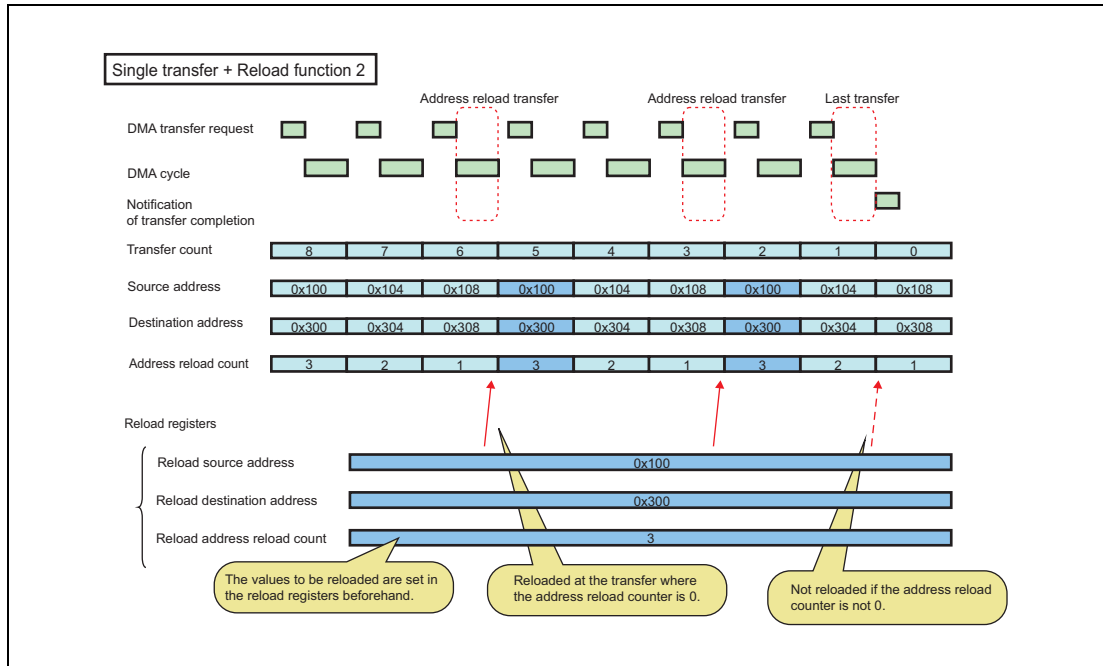 Single transfer + Reload function 2
Address reload transfer Address reload transfer Last transfer
DMA transfer request
DMA cycle
Notification
of transfer completion
Transfer count 8 7 6 5 4 3 2 1 0
Source address 0x100 0x104 0x108 0x100 0x104 0x108 0x100 0x104 0x108
Destination address 0x300 0x304 0x308 0x300 0x304 0x308 0x300 0x304 0x308
Address reload count 3 2 1 3 2 1 3 2 1
Reload registers
Reload source address 0x100
Reload destination address 0x300
Reload address reload count 3
The values to be reloaded are set in
the reload registers beforehand.
Reloaded at the transfer where
the address reload counter is 0.
Not reloaded if the address reload
counter is not 0.